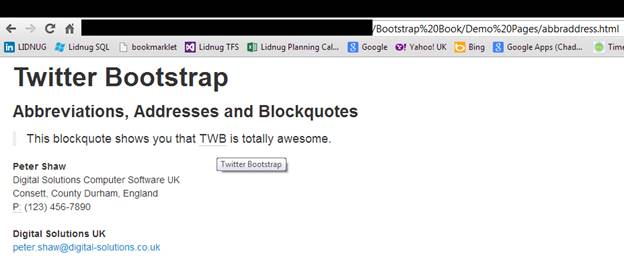 /Bootstrap%20Book/Demo%20Pages/abbraddress.html
LIDNUG Lidnug SQL bookmarklet Lidnug TFS Lidnug Planning Cal... Google Yahoo! UK Bing Google Apps (Chad... Time
Twitter Bootstrap
Abbreviations, Addresses and Blockquotes
This blockquote shows you that TWB is totally awesome.
Twitter Bootstrap
Peter Shaw
Digital Solutions Computer Software UK
Consett, County Durham, England
P: (123) 456-7890
Digital Solutions UK
peter.shaw@digital-solutions.co.uk